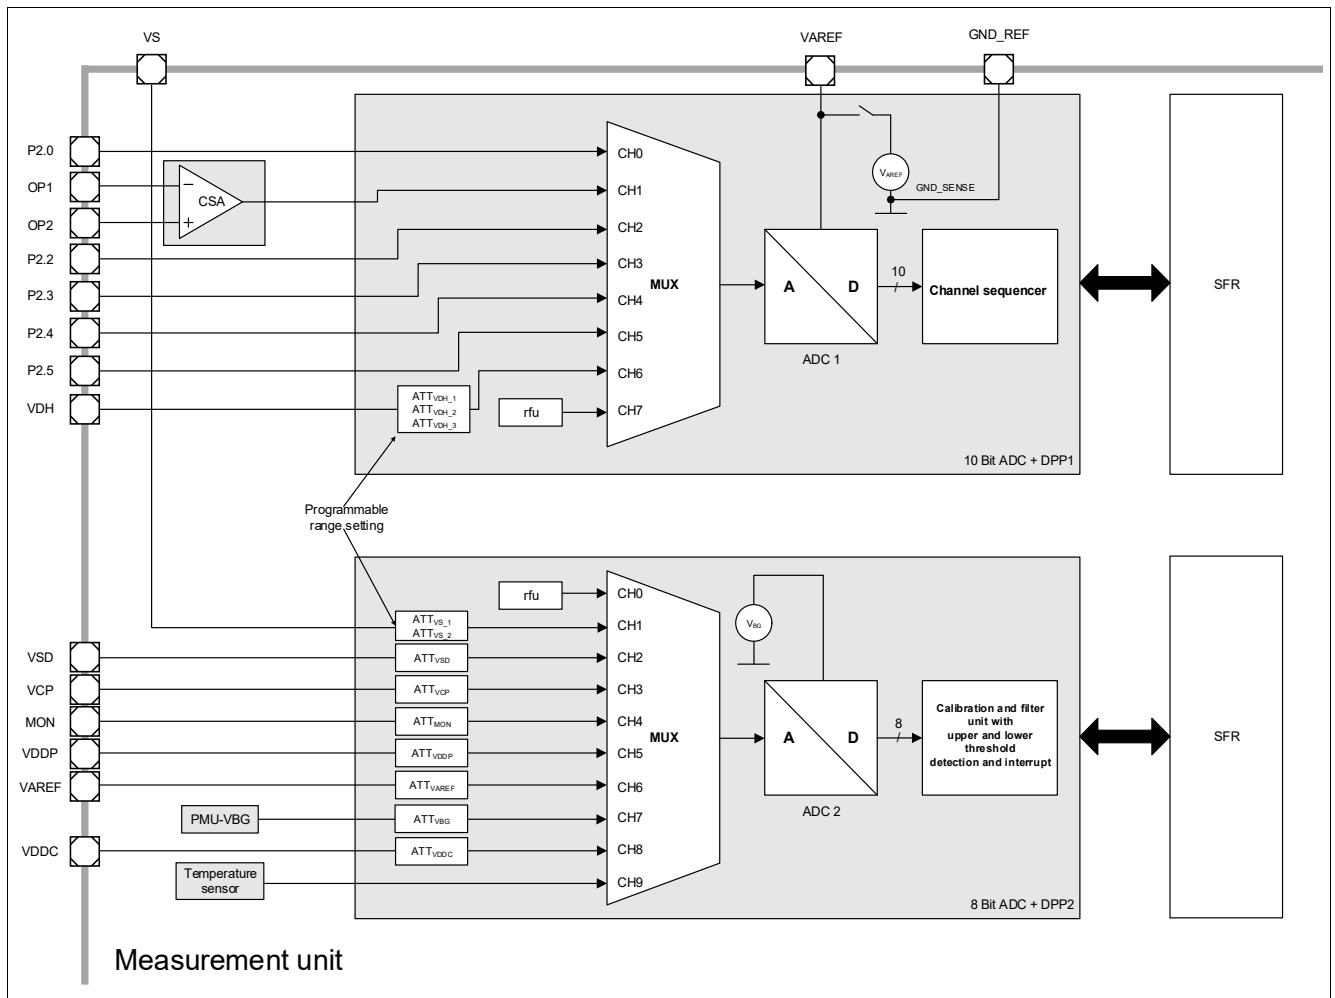 VS
VAREF
GND_REF
P2.0
OP1
OP2
P2.2
P2.3
P2.4
P2.5
VDH
−
CSA
+
CH0
CH1
CH2
CH3
CH4
CH5
CH6
CH7
MUX
ATTVDH_1
ATTVDH_2
ATTVDH_3
rfu
VAREF
GND_SENSE
A
D
ADC 1
10
Channel sequencer
10 Bit ADC + DPP1
SFR
Programmable
range setting
VSD
VCP
MON
VDDP
VAREF
VDDC
PMU-VBG
Temperature
sensor
rfu
ATTVS_1
ATTVS_2
ATTVSD
ATTVCP
ATTMON
ATTVDDP
ATTVAREF
ATTVBG
ATTVDDC
CH0
CH1
CH2
CH3
CH4
CH5
CH6
CH7
CH8
CH9
MUX
VBG
A
D
ADC 2
8
Calibration and filter
unit with
upper and lower
threshold
detection and interrupt
8 Bit ADC + DPP2
SFR
Measurement unit